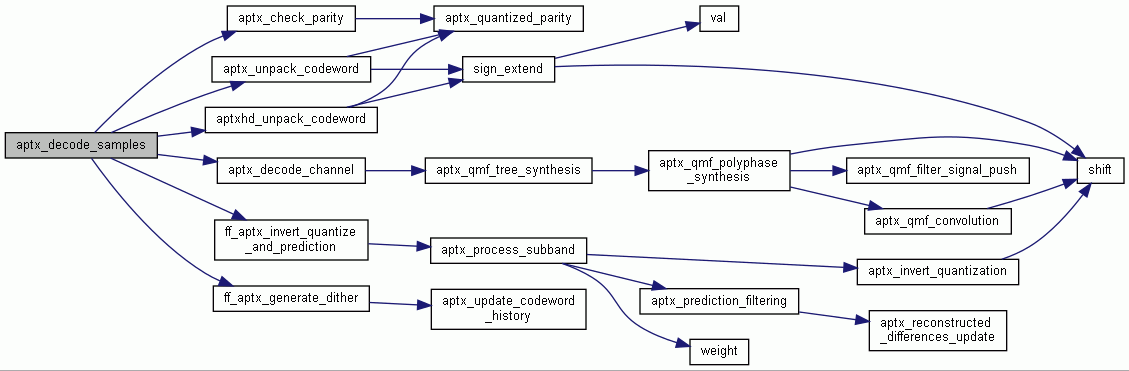 aptx_decode_samples
aptx_check_parity
aptx_unpack_codeword
aptxhd_unpack_codeword
aptx_decode_channel
ff_aptx_invert_quantize
_and_prediction
ff_aptx_generate_dither
aptx_quantized_parity
sign_extend
aptx_qmf_tree_synthesis
aptx_process_subband
aptx_update_codeword
_history
val
aptx_qmf_polyphase
_synthesis
aptx_prediction_filtering
weight
aptx_qmf_filter_signal_push
aptx_qmf_convolution
aptx_invert_quantization
aptx_reconstructed
_differences_update
shift